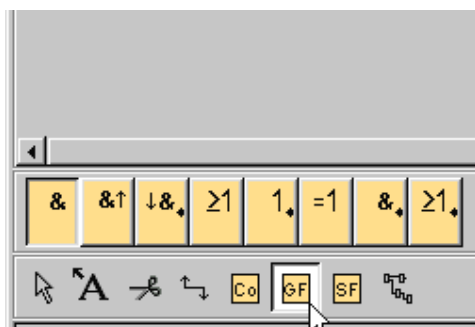 & &↑ ↓& ≥1 1 =1 & ≥1
A Co GF SF